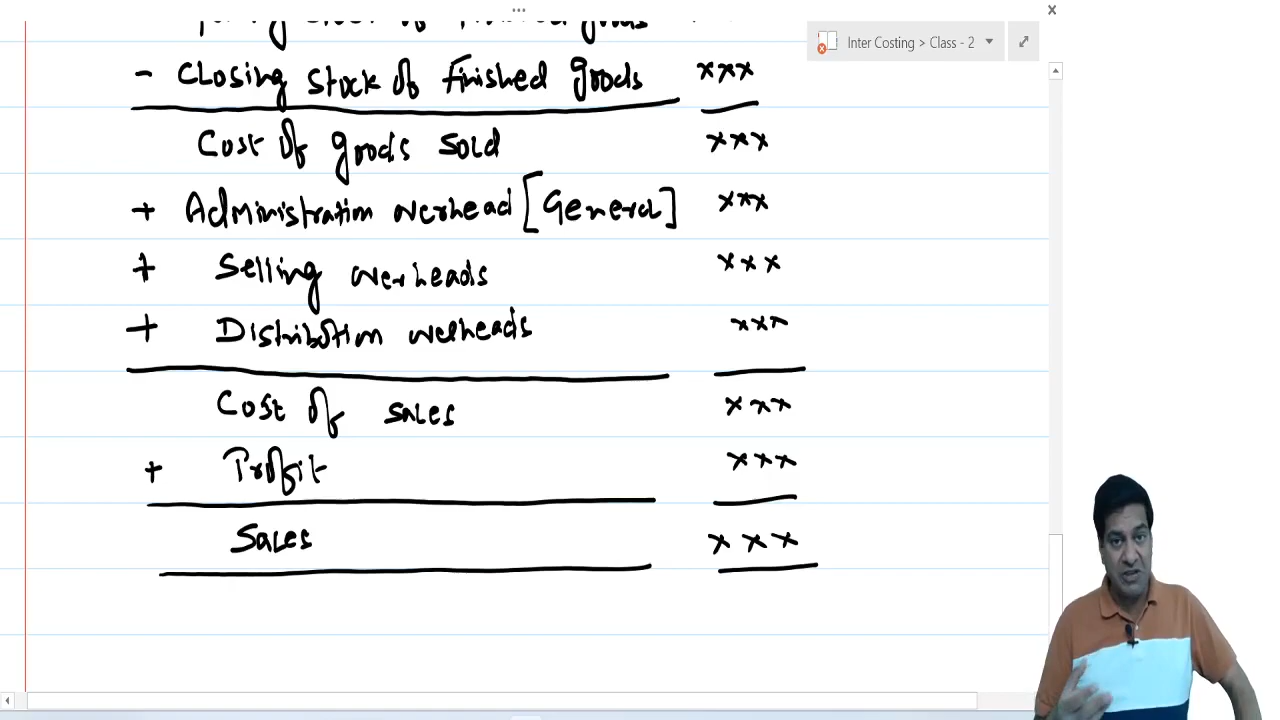 Inter Costing > Class - 2
- Closing stock of Finished goods xxx
Cost of goods sold xxx
+ Administration overhead [General] xxx
+ Selling overheads xxx
+ Distribution overheads xxx
Cost of sales xxx
+ Profit xxx
Sales xxx